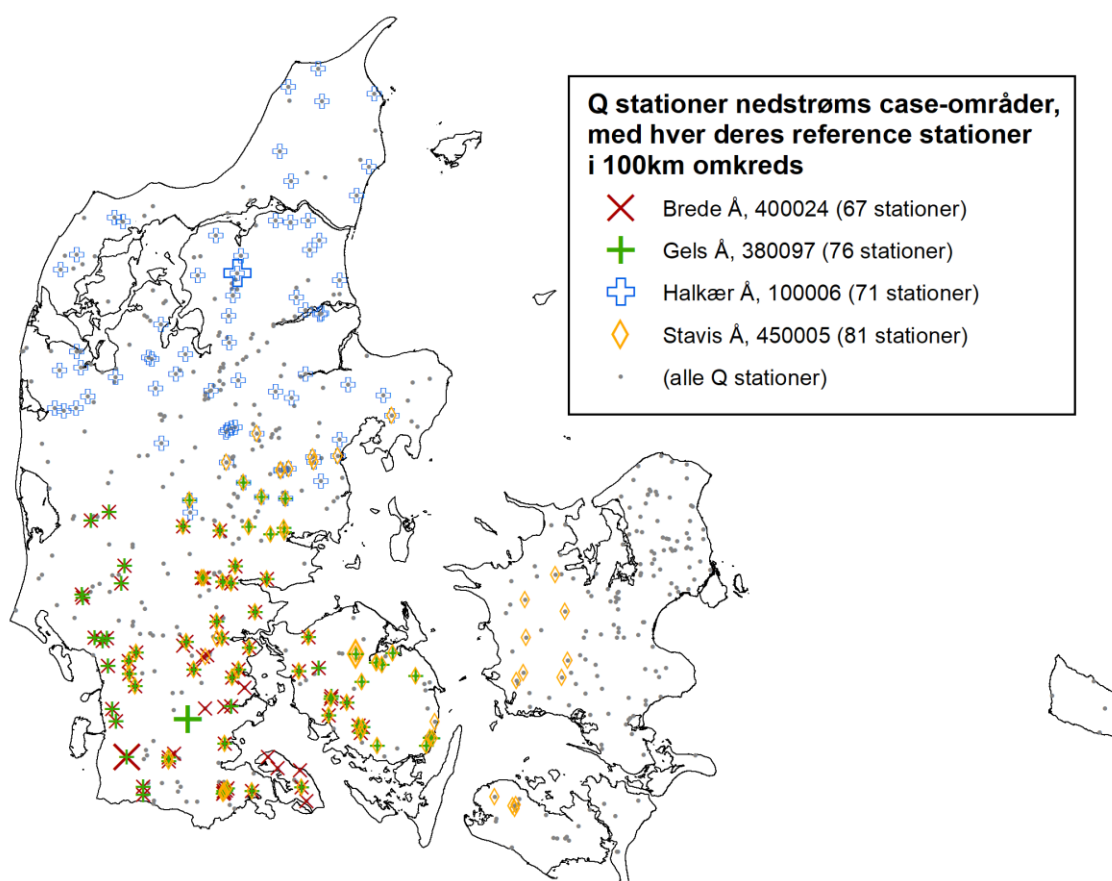 Q stationer nedstrøms case-områder,
med hver deres reference stationer
i 100km omkreds
Brede Å, 400024 (67 stationer)
Gels Å, 380097 (76 stationer)
Halkær Å, 100006 (71 stationer)
Stavis Å, 450005 (81 stationer)
(alle Q stationer)